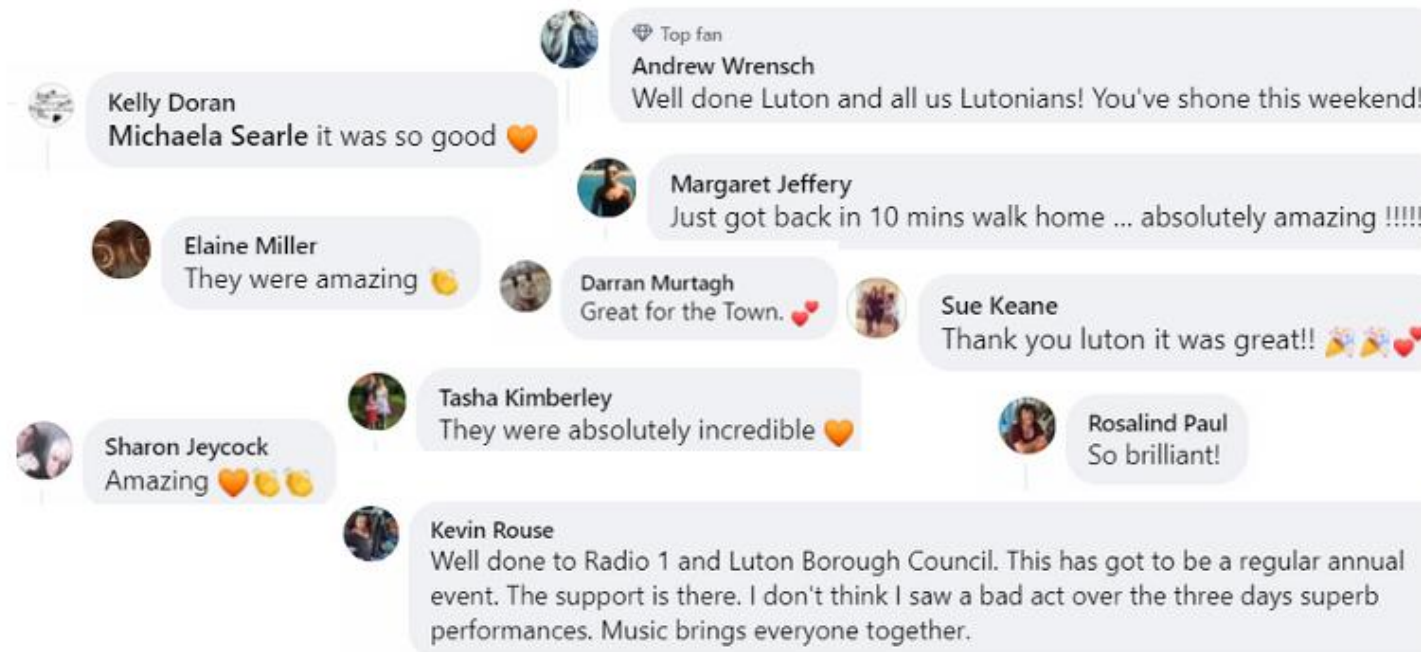 Top fan
Andrew Wrensch
Well done Luton and all us Lutonians! You've shone this weekend!
Kelly Doran
Michaela Searle it was so good 🧡
Margaret Jeffery
Just got back in 10 mins walk home ... absolutely amazing !!!!!
Elaine Miller
They were amazing 👏
Darran Murtagh
Great for the Town. 💕
Sue Keane
Thank you luton it was great!! 🎉🎉💕
Tasha Kimberley
They were absolutely incredible 🧡
Rosalind Paul
So brilliant!
Sharon Jeycock
Amazing 🧡👏👏
Kevin Rouse
Well done to Radio 1 and Luton Borough Council. This has got to be a regular annual
event. The support is there. I don't think I saw a bad act over the three days superb
performances. Music brings everyone together.